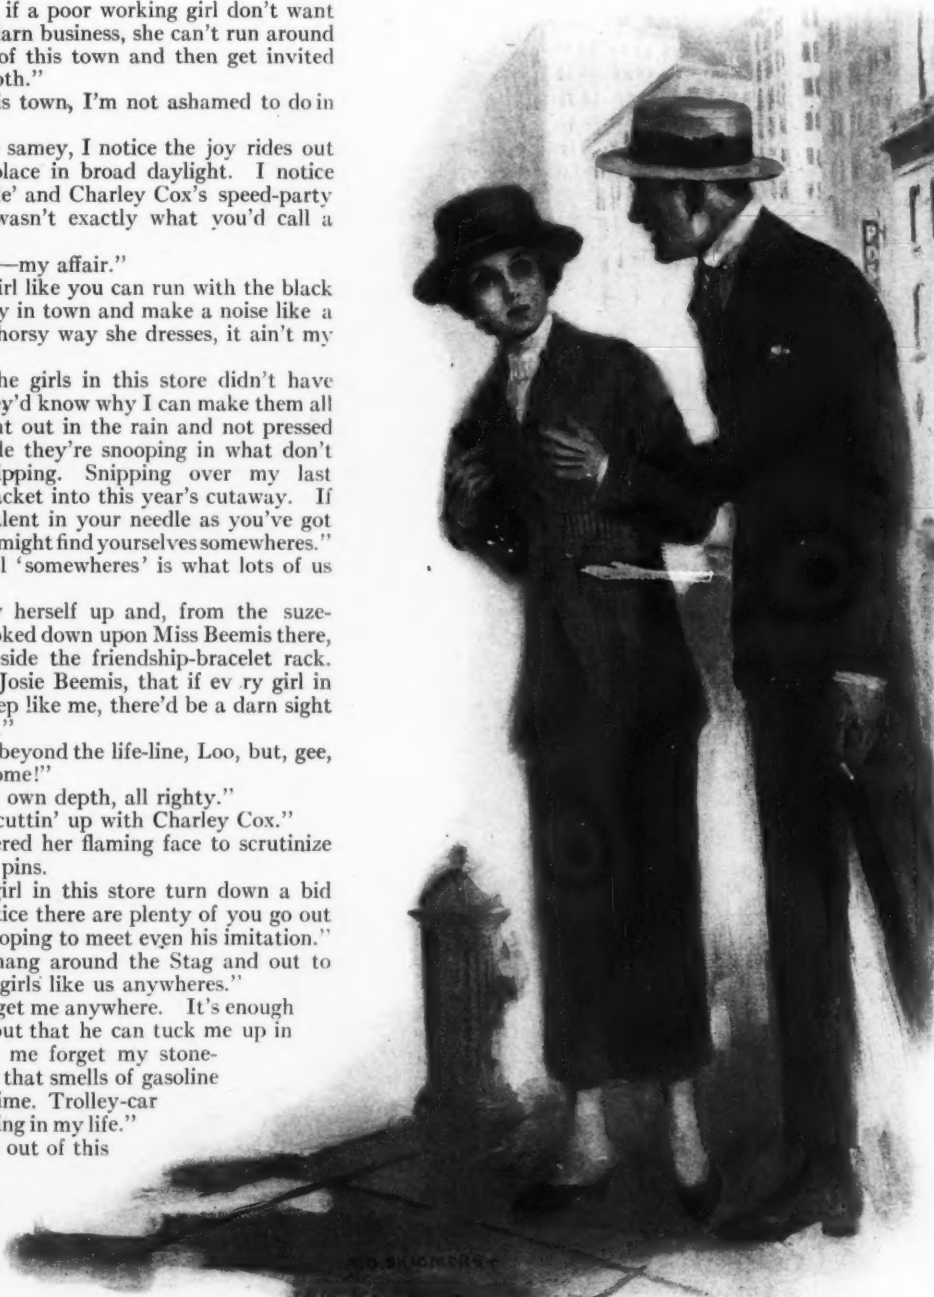 if a poor working girl don't want
arn business, she can't run around
of this town and then get invited
oth."
s town, I'm not ashamed to do in
samey, I notice the joy rides out
place in broad daylight. I notice
e' and Charley Cox's speed-party
wasn't exactly what you'd call a
—my affair."
irl like you can run with the black
y in town and make a noise like a
horsy way she dresses, it ain't my
he girls in this store didn't have
ey'd know why I can make them all
nt out in the rain and not pressed
le they're snooping in what don't
ipping. Snipping over my last
acket into this year's cutaway. If
lent in your needle as you've got
might find yourselves somewheres."
l 'somewheres' is what lots of us
y herself up and, from the suze-
oked down upon Miss Beemis there,
side the friendship-bracelet rack.
Josie Beemis, that if ev ry girl in
ep like me, there'd be a darn sight
"
beyond the life-line, Loo, but, gee,
ome!"
own depth, all righty."
cuttin' up with Charley Cox."
ered her flaming face to scrutinize
pins.
girl in this store turn down a bid
tice there are plenty of you go out
oping to meet even his imitation."
hang around the Stag and out to
girls like us anywheres."
get me anywhere. It's enough
out that he can tuck me up in
me forget my stone-
that smells of gasoline
ime. Trolley-car
ng in my life."
out of this
SKIDMORE